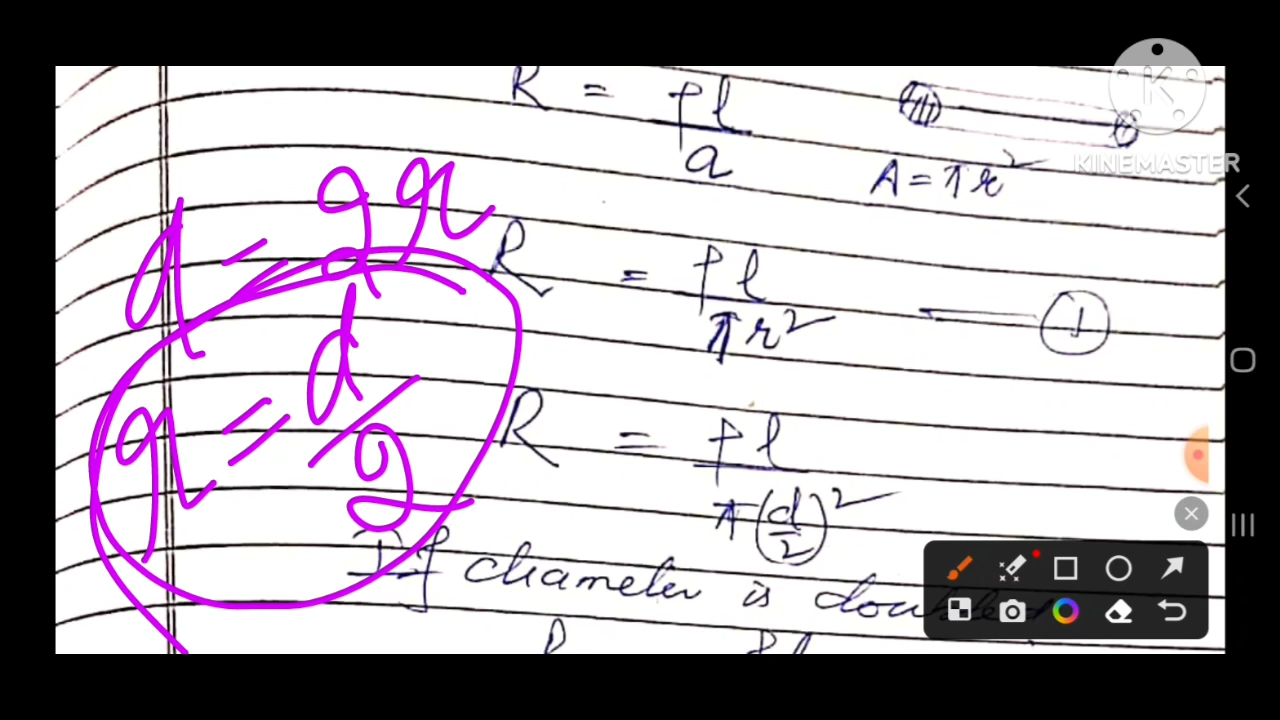 R = ρl
a
A = πr²
KINEMASTER
d = 2r
R = ρl
πr²
1
r = d/2
R = ρl
π(d/2)²
If diameter is doubled